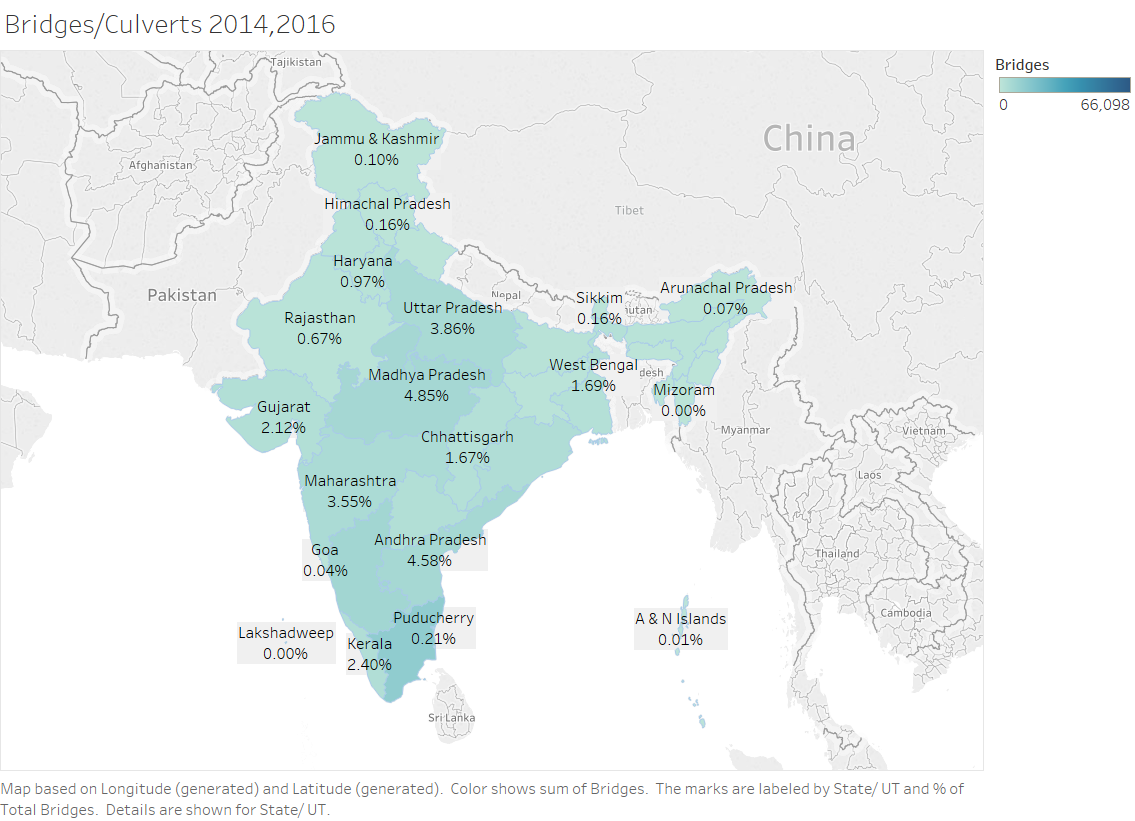 Bridges/Culverts 2014,2016
Tajikistan
Bridges
0 66,098
China
Jammu & Kashmir
0.10%
Afghanistan
Himachal Pradesh
0.16%
Tibet
Haryana
0.97%
Pakistan
Uttar Pradesh
3.86%
Nepal
Sikkim
0.16%
utan
Arunachal Pradesh
0.07%
Rajasthan
0.67%
Madhya Pradesh
4.85%
West Bengal
1.69%
desh
Mizoram
0.00%
Gujarat
2.12%
Chhattisgarh
1.67%
Myanmar
Vietnam
Laos
Maharashtra
3.55%
Goa
0.04%
Andhra Pradesh
4.58%
Thailand
Cambodia
Puducherry
0.21%
A & N Islands
0.01%
Lakshadweep
0.00%
Kerala
2.40%
Sri Lanka
Map based on Longitude (generated) and Latitude (generated).  Color shows sum of Bridges.  The marks are labeled by State/ UT and % of
Total Bridges.  Details are shown for State/ UT.